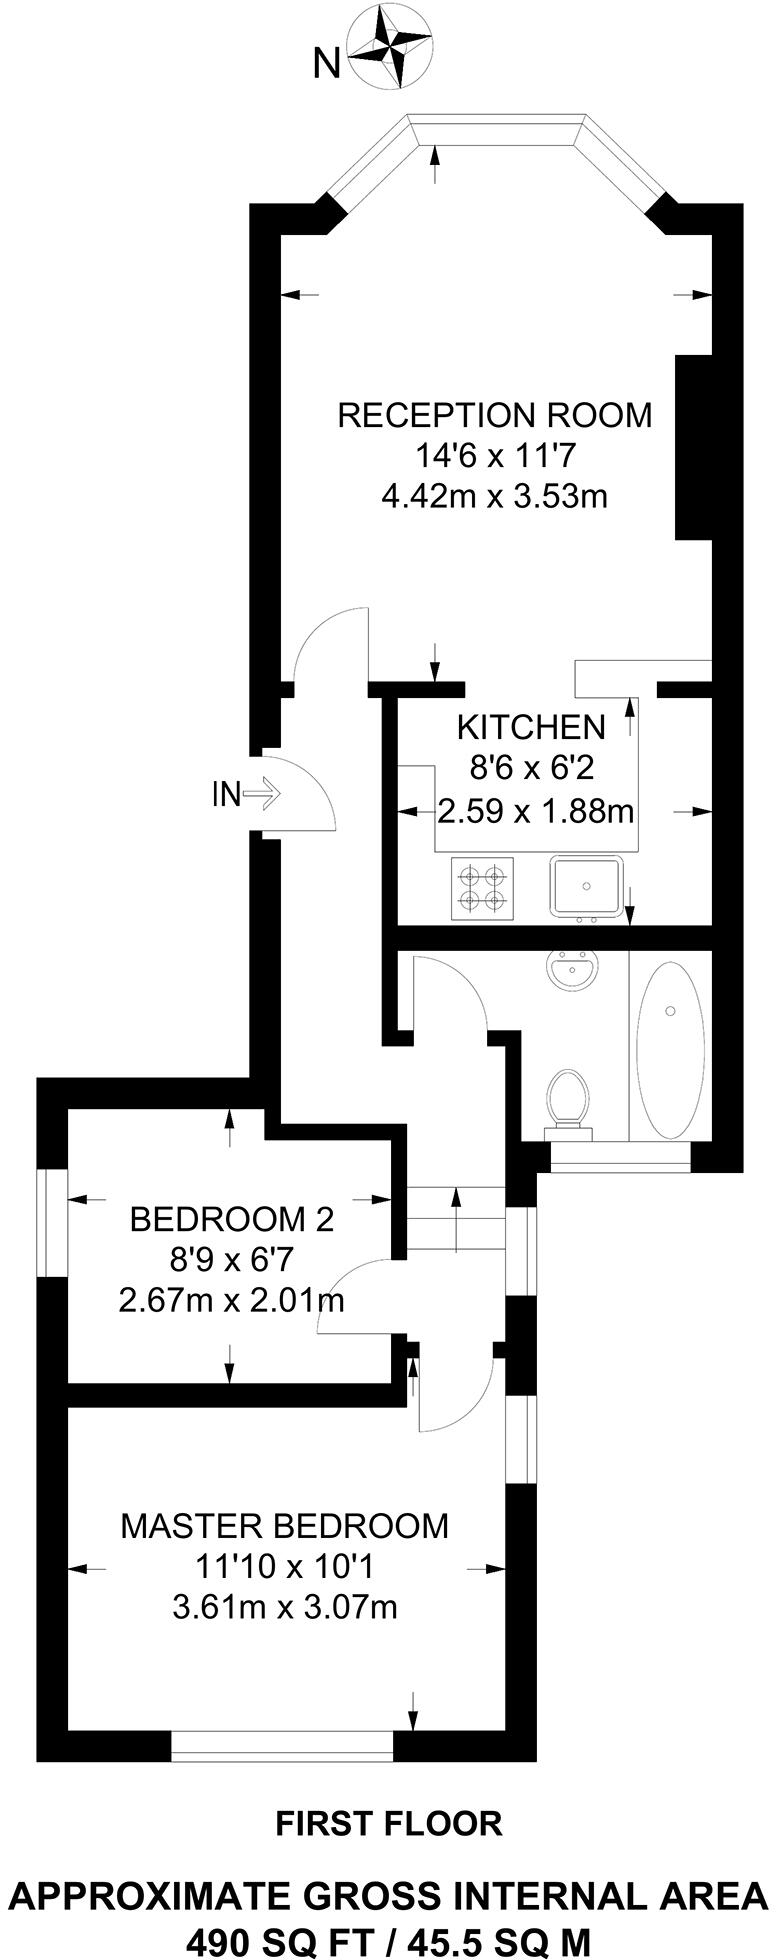 N
RECEPTION ROOM
14'6 x 11'7
4.42m x 3.53m
KITCHEN
8'6 x 6'2
2.59 x 1.88m
IN
BEDROOM 2
8'9 x 6'7
2.67m x 2.01m
MASTER BEDROOM
11'10 x 10'1
3.61m x 3.07m
FIRST FLOOR
APPROXIMATE GROSS INTERNAL AREA
490 SQ FT / 45.5 SQ M